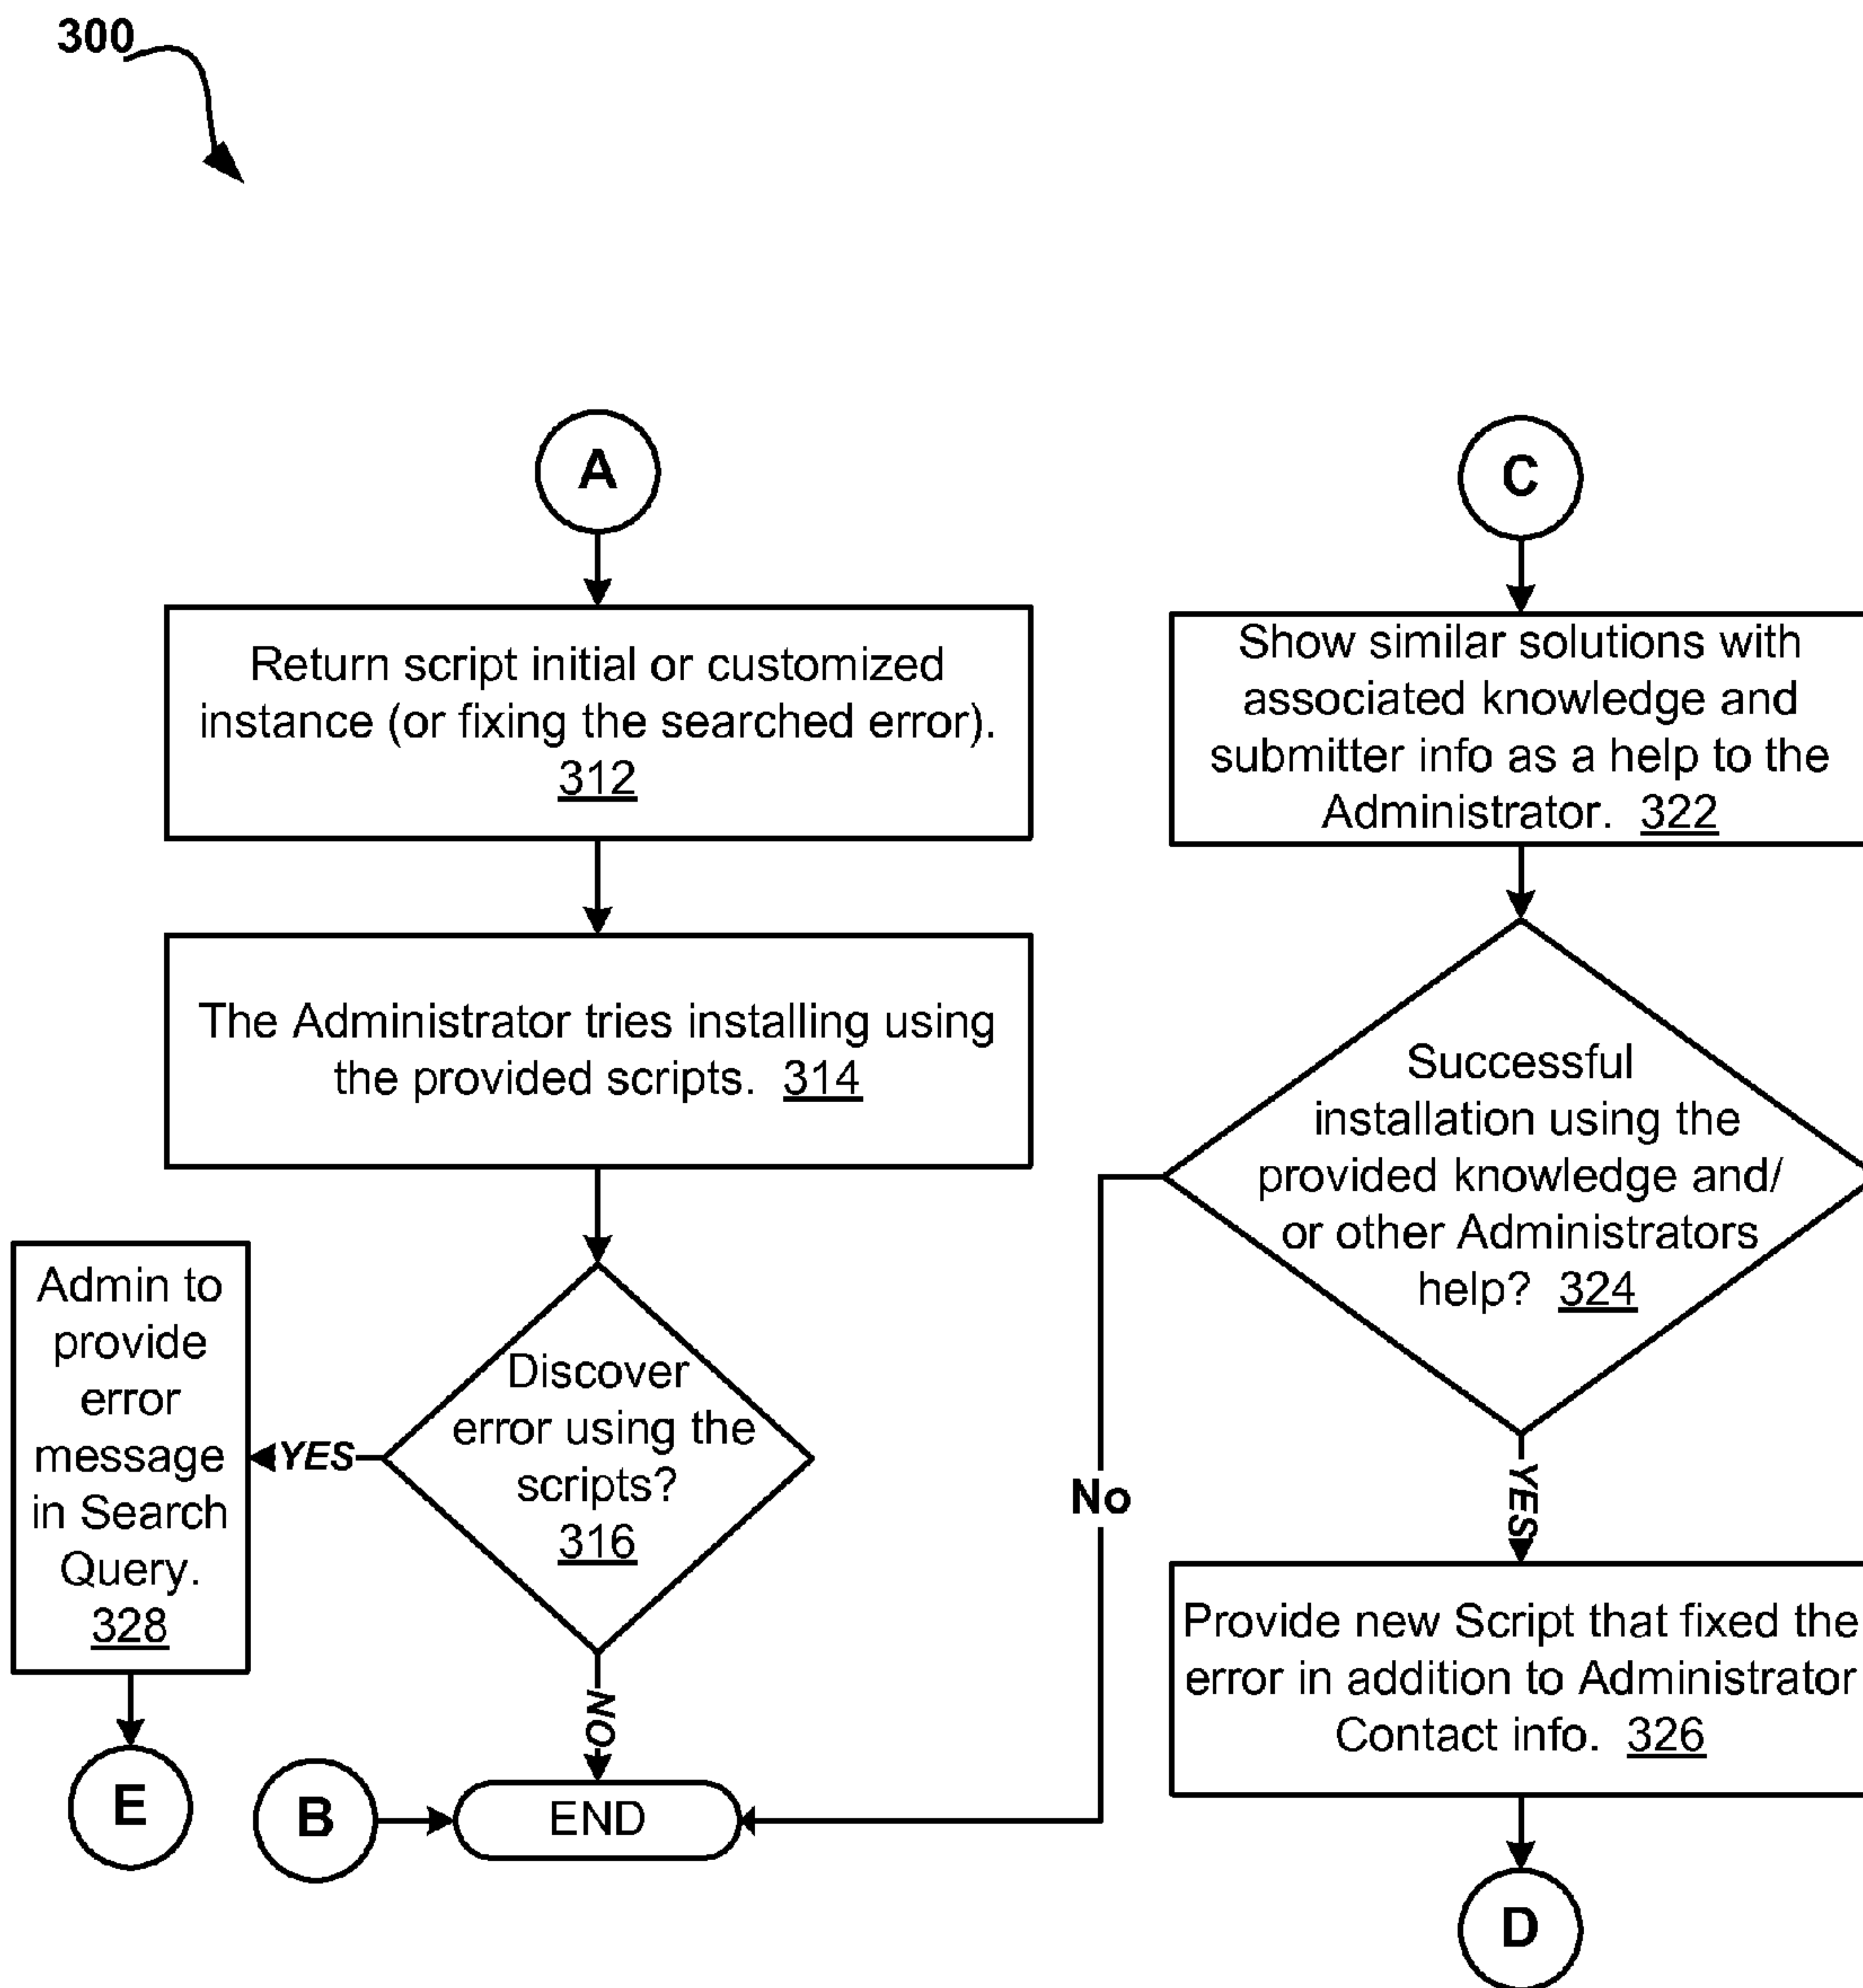 300
A
Return script initial or customized
instance (or fixing the searched error).
312
The Administrator tries installing using
the provided scripts. 314
Discover
error using the
scripts?
316
YES
Admin to
provide
error
message
in Search
Query.
328
E
NO
B
END
C
Show similar solutions with
associated knowledge and
submitter info as a help to the
Administrator. 322
Successful
installation using the
provided knowledge and/
or other Administrators
help? 324
No
YES
Provide new Script that fixed the
error in addition to Administrator
Contact info. 326
D